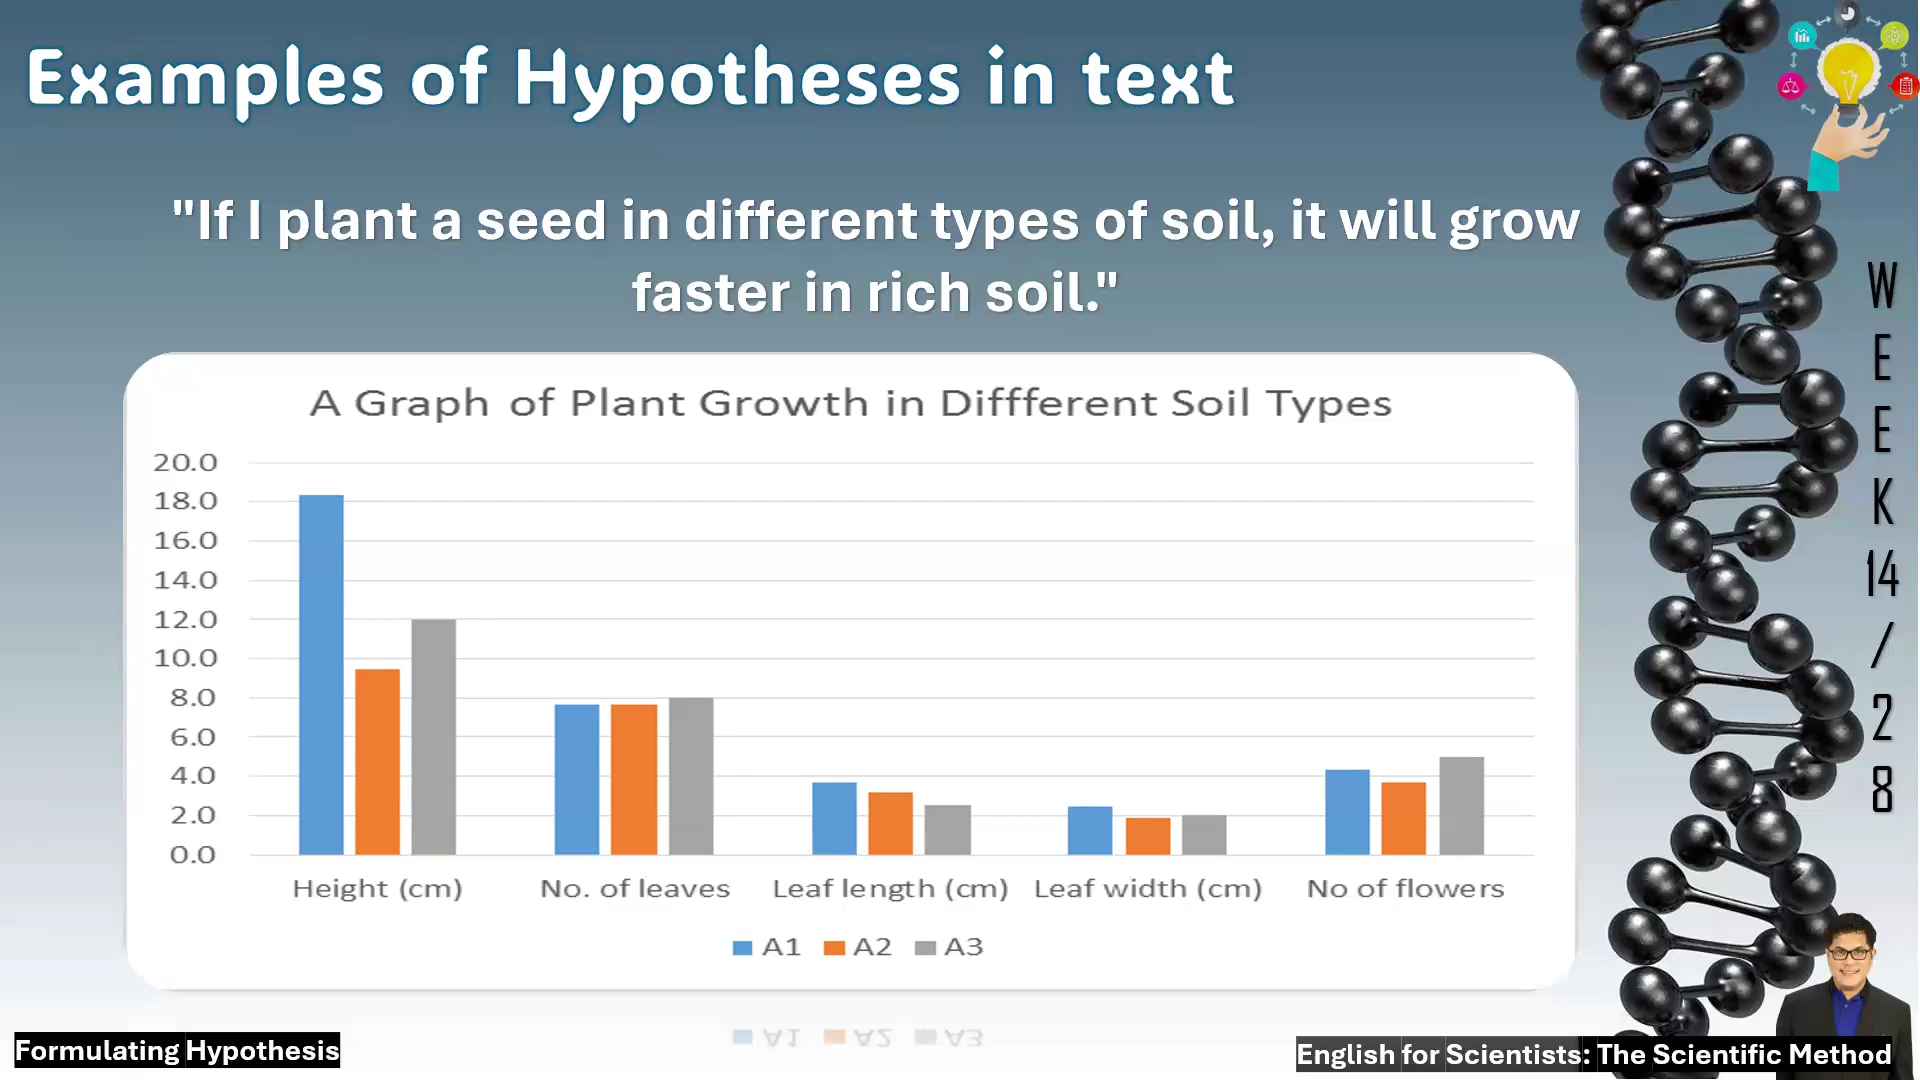 Examples of Hypotheses in text
"If I plant a seed in different types of soil, it will grow
faster in rich soil."
A Graph of Plant Growth in Diffferent Soil Types
20.0
18.0
16.0
14.0
12.0
10.0
8.0
6.0
4.0
2.0
0.0
Height (cm) No. of leaves Leaf length (cm) Leaf width (cm) No of flowers
A1 A2 A3
WEEK 14/28
Formulating Hypothesis
English for Scientists: The Scientific Method